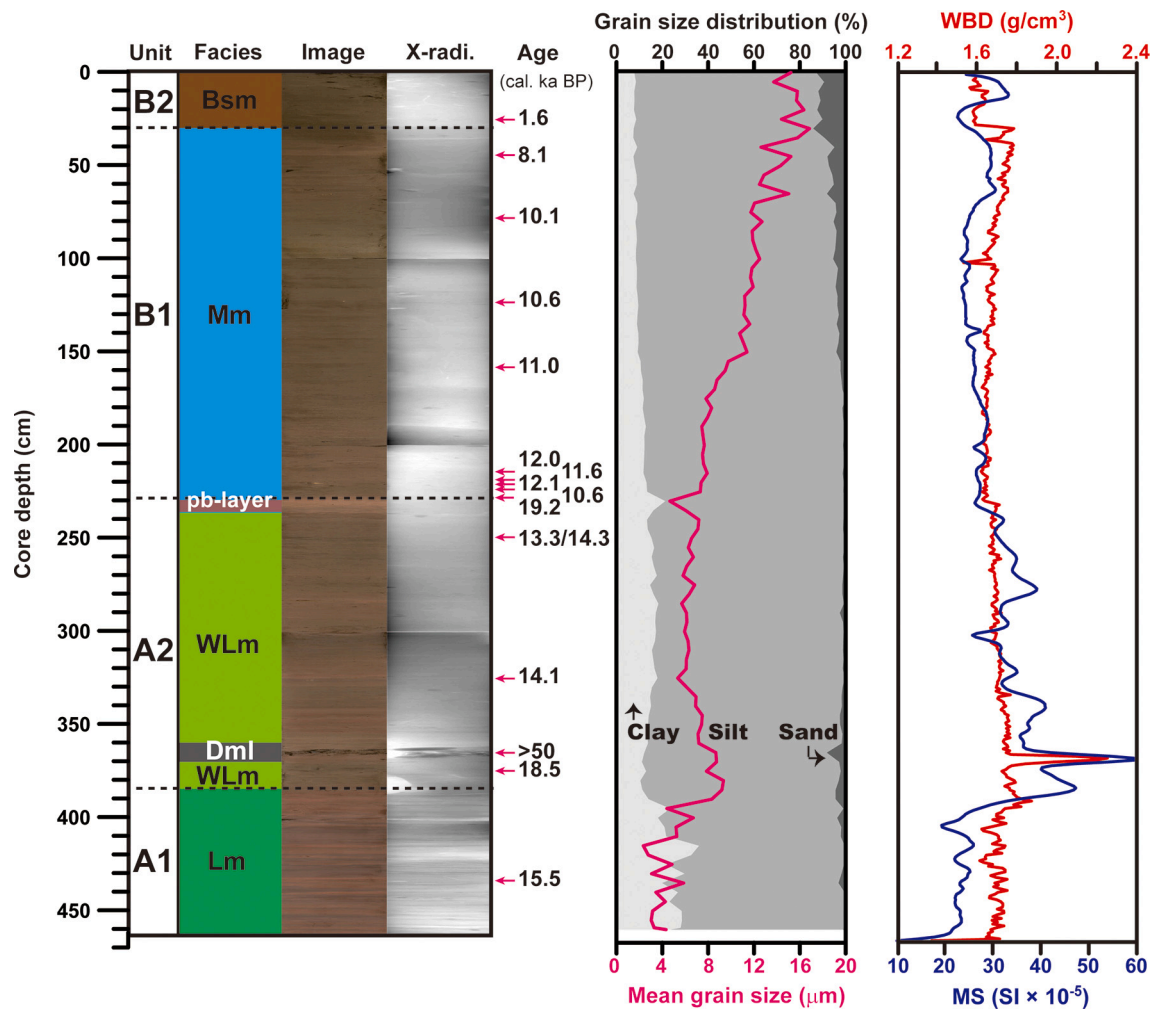 Grain size distribution (%)
WBD (g/cm³)
Unit Facies Image X-radi. Age
(cal. ka BP)
0 20 40 60 80 100
1.2 1.6 2.0 2.4
Core depth (cm)
0
50
100
150
200
250
300
350
400
450
B2
B1
A2
A1
Bsm
Mm
pb-layer
WLm
Dml
WLm
Lm
1.6
8.1
10.1
10.6
11.0
12.0
11.6
12.1
10.6
19.2
13.3/14.3
14.1
>50
18.5
15.5
Clay Silt Sand
0 4 8 12 16 20
Mean grain size (μm)
10 20 30 40 50 60
MS (SI × 10⁻⁵)